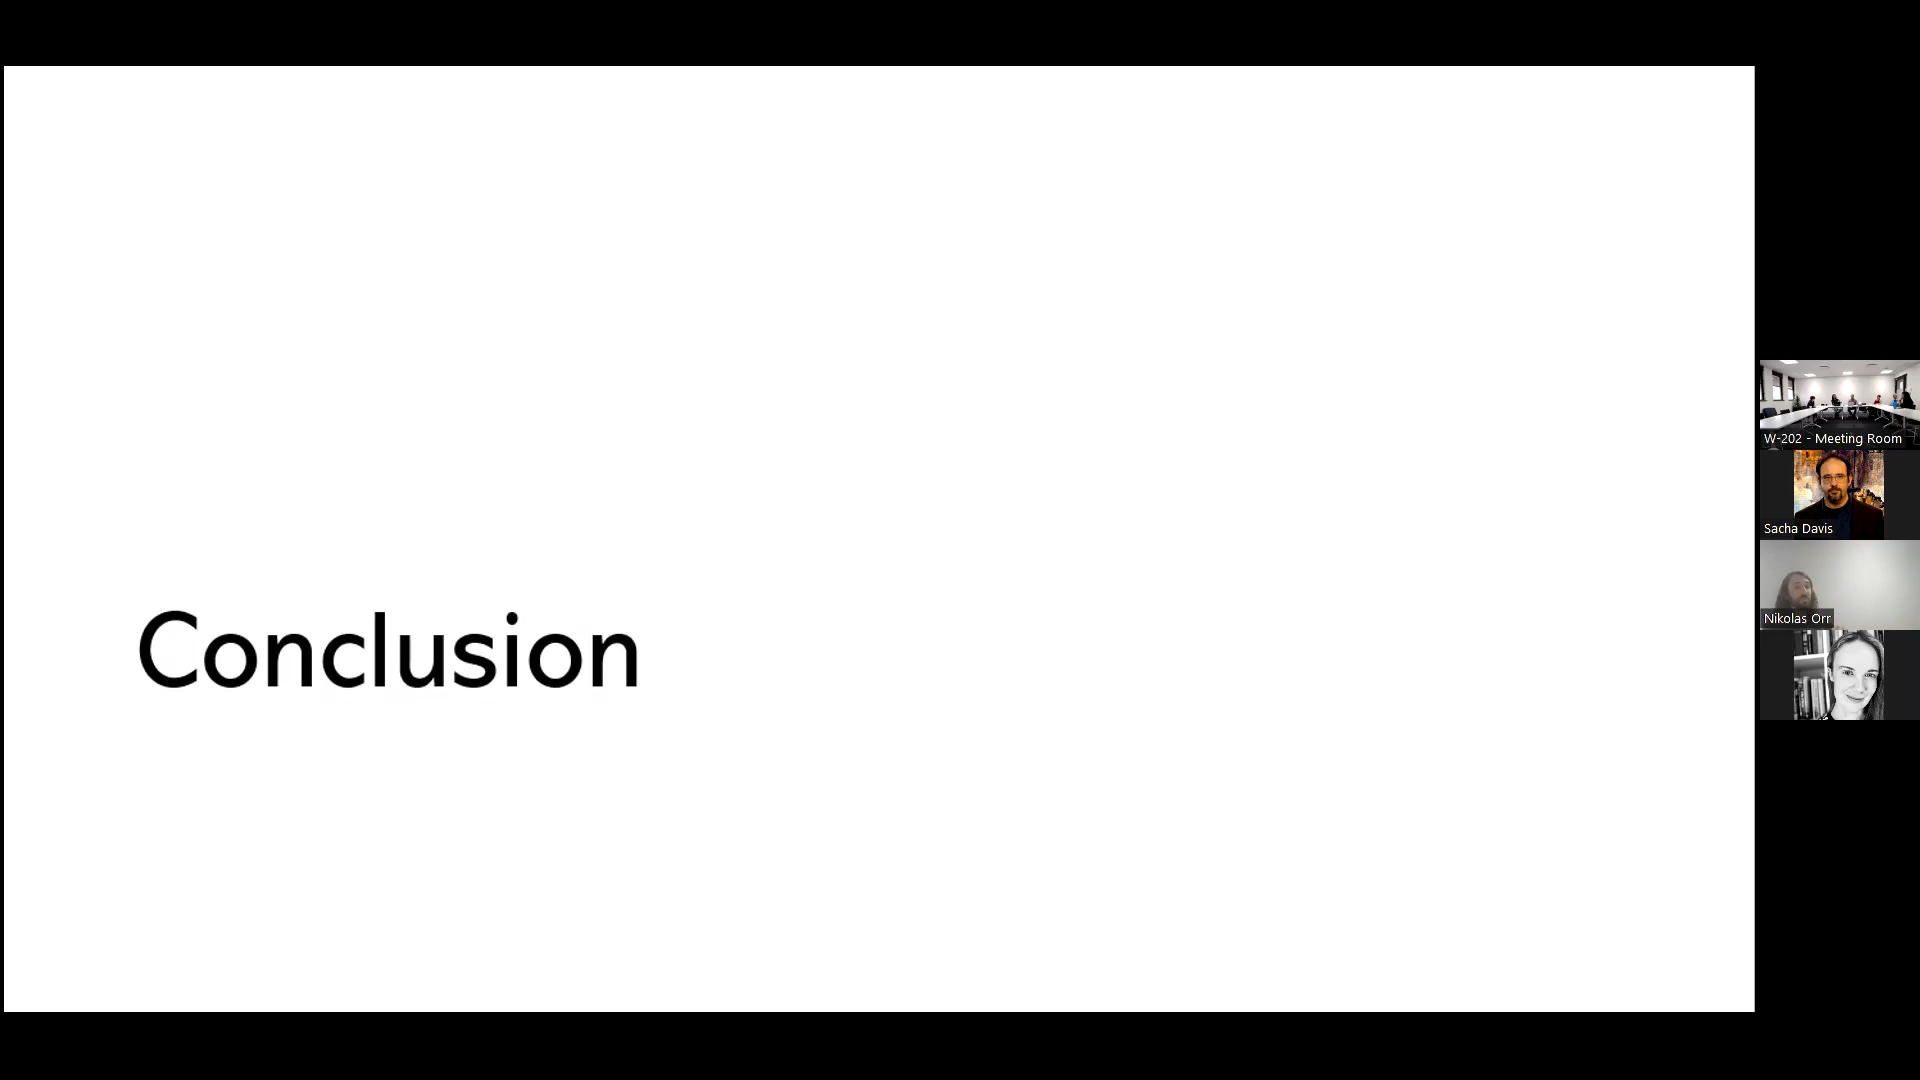 Conclusion
W-202 - Meeting Room
Sacha Davis
Nikolas Orr